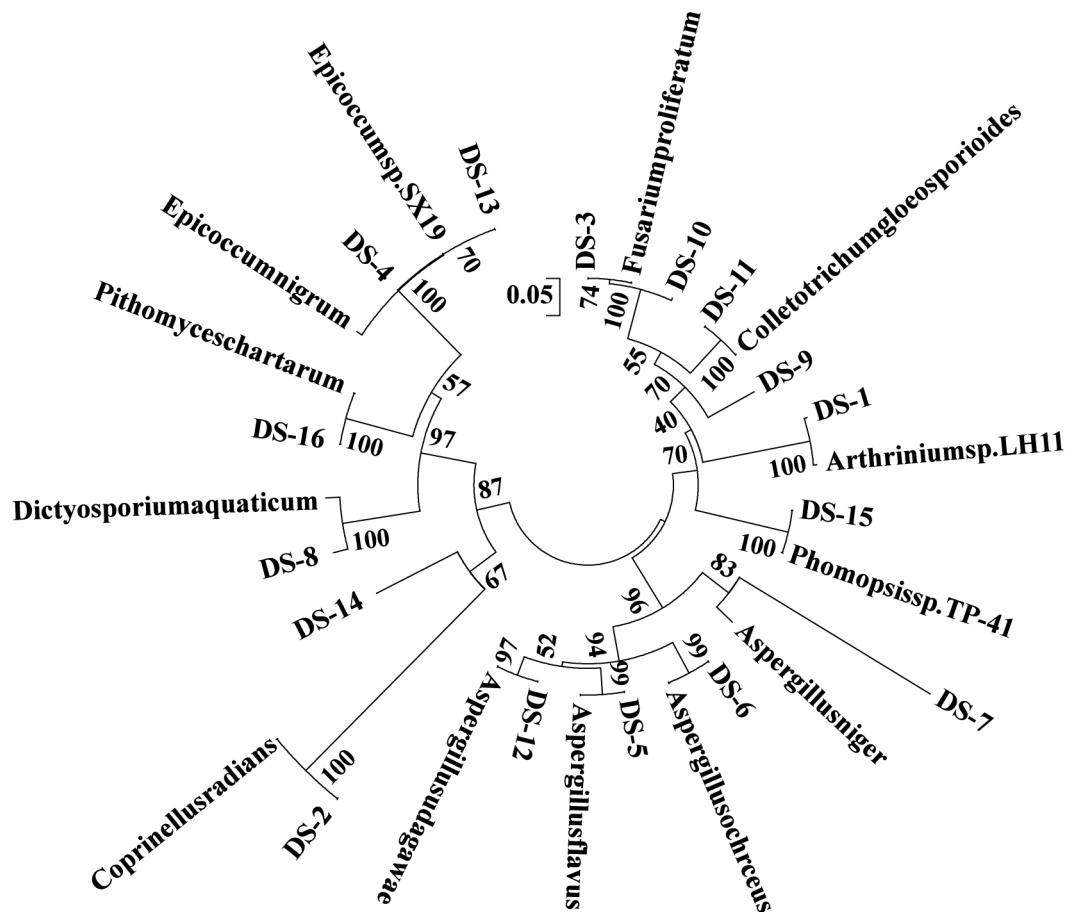 Epicoccumsp.SX19
DS-13
70
DS-4
100
Epicoccumnigrum
Pithomyceschartarum
DS-16
100
57
97
Dictyosporiumaquaticum
DS-8
100
87
DS-14
67
Coprinellusradians
DS-2
100
0.05
DS-3
74
Fusariumproliferatum
100
DS-10
DS-11
Colletotrichumgloeosporioides
100
55
70
DS-9
40
DS-1
Arthriniumsp.LH11
100
70
DS-15
Phomopsissp.TP-41
100
83
DS-7
Aspergillusniger
96
DS-6
99
Aspergillusochrceus
94
99
DS-5
Aspergillusflavus
52
DS-12
97
Aspergillusudagawae